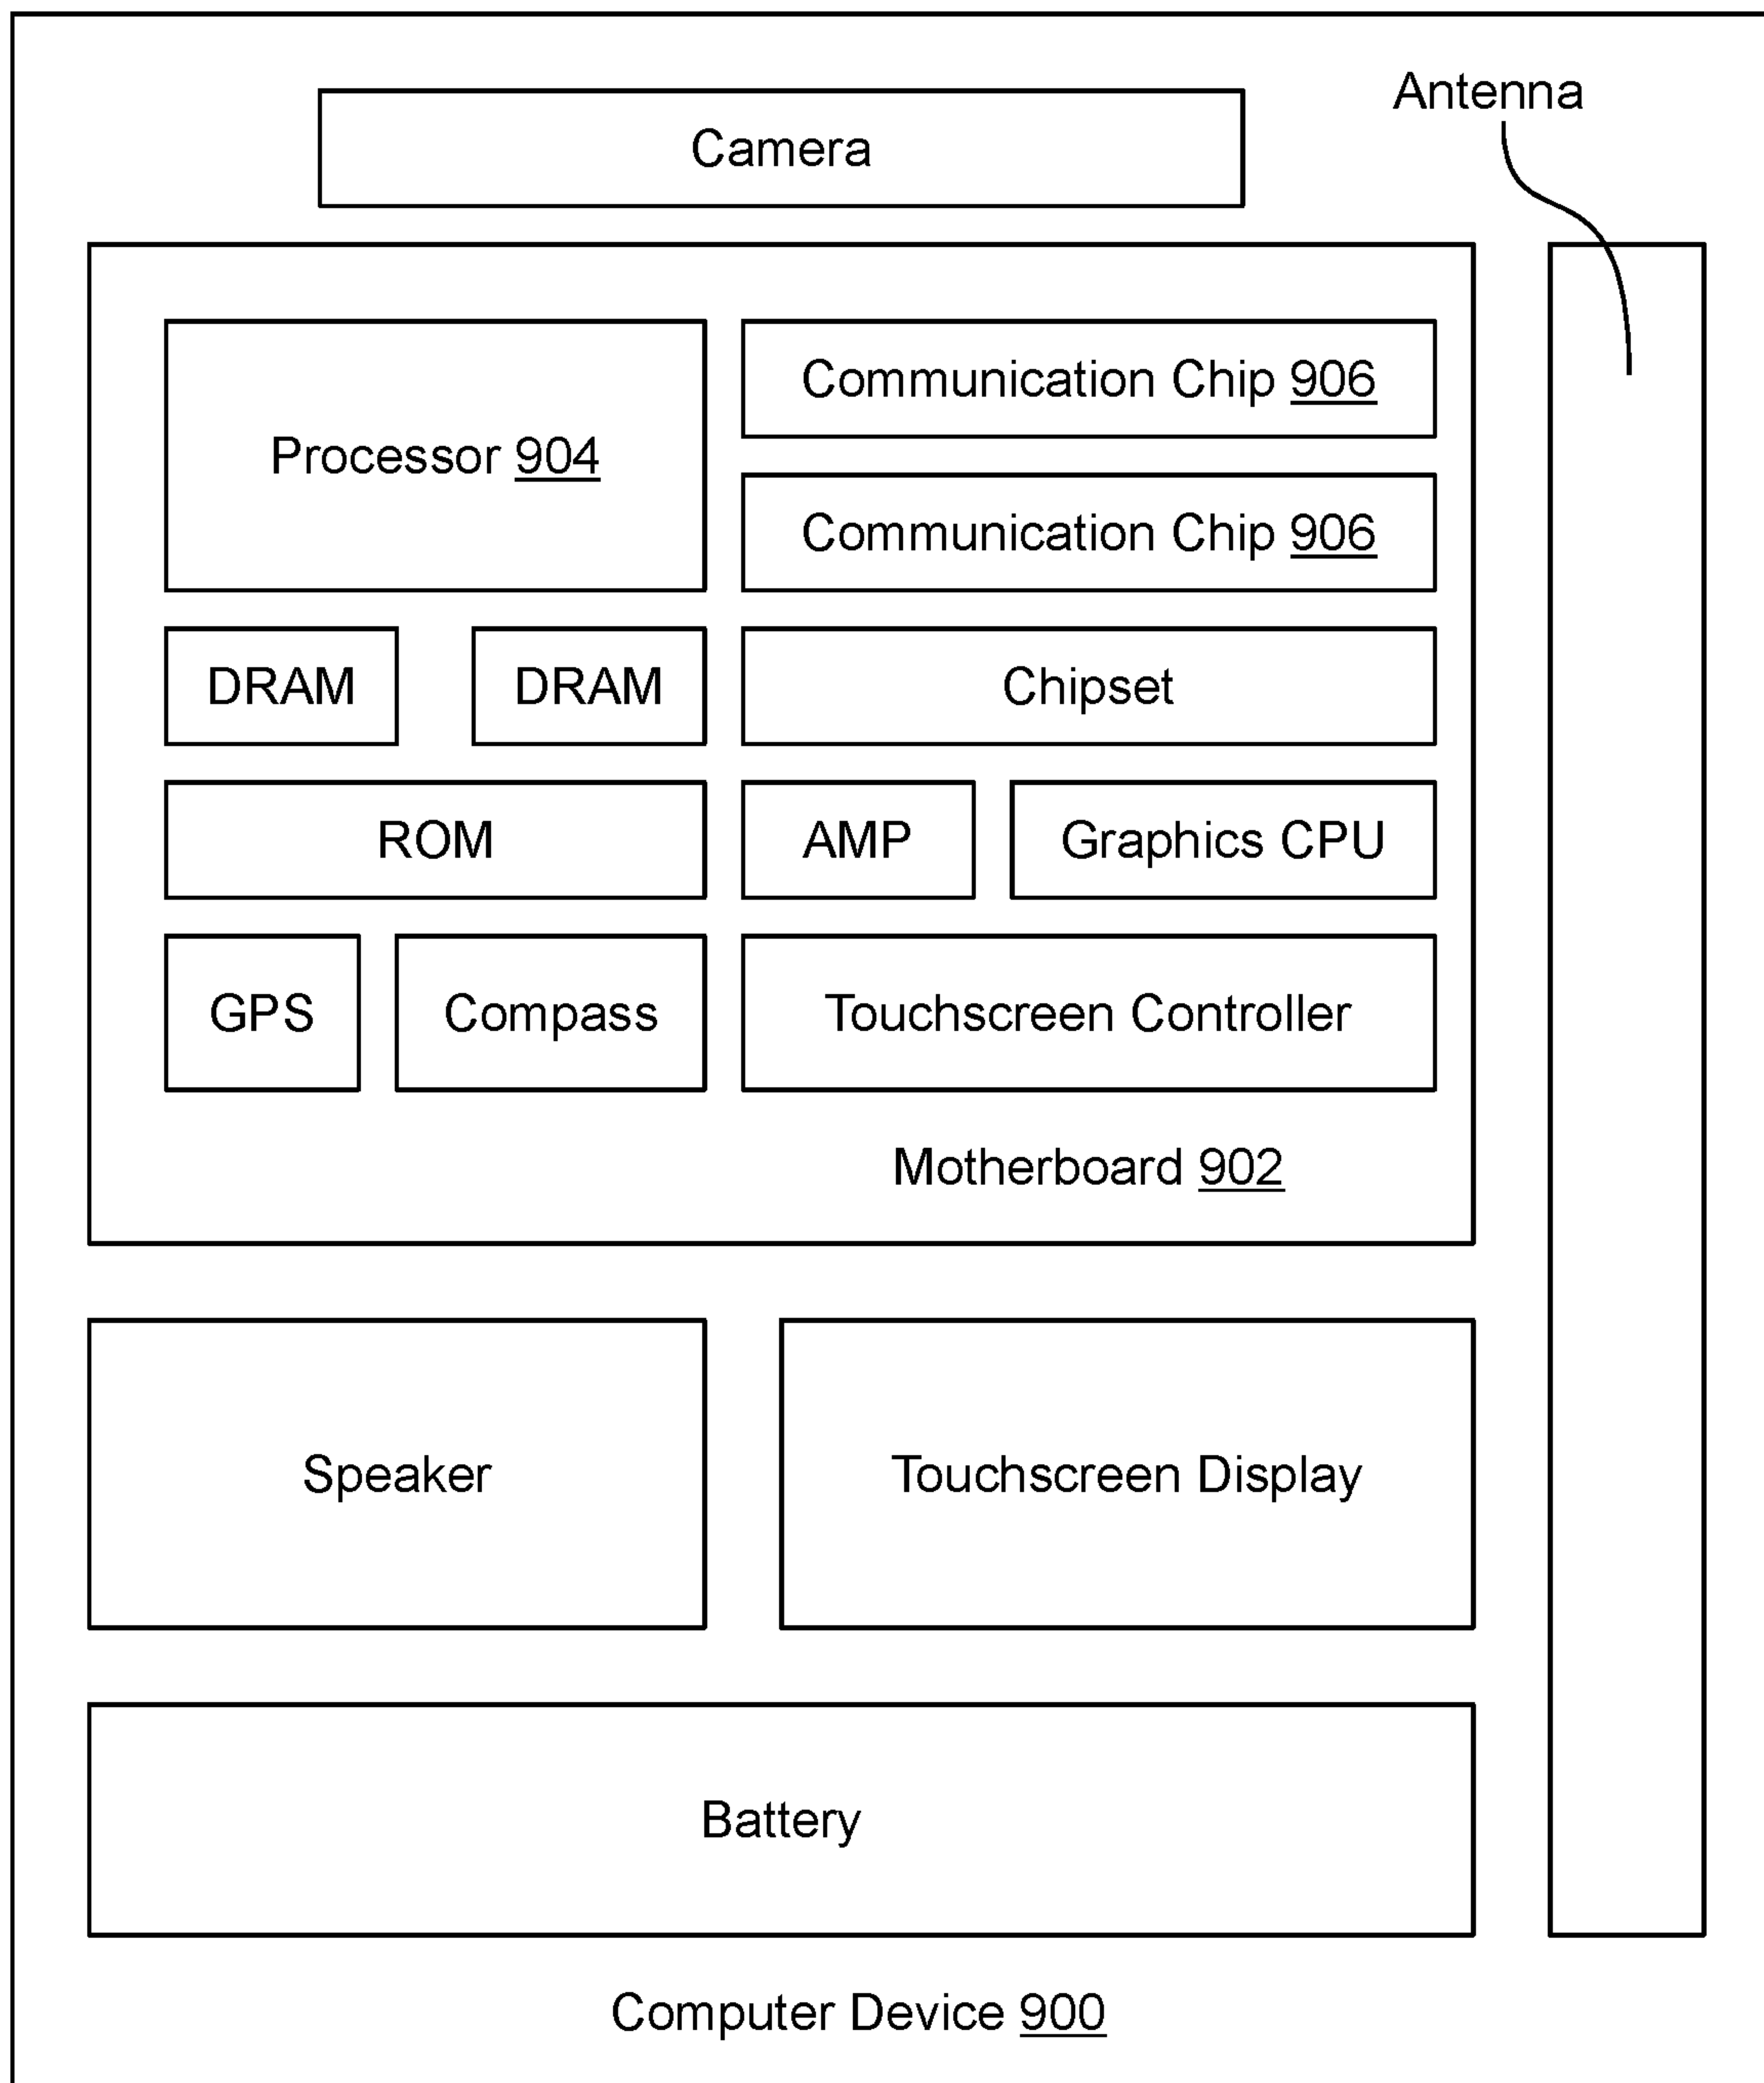 Antenna
Camera
Processor 904
Communication Chip 906
Communication Chip 906
DRAM
DRAM
Chipset
ROM
AMP
Graphics CPU
GPS
Compass
Touchscreen Controller
Motherboard 902
Speaker
Touchscreen Display
Battery
Computer Device 900